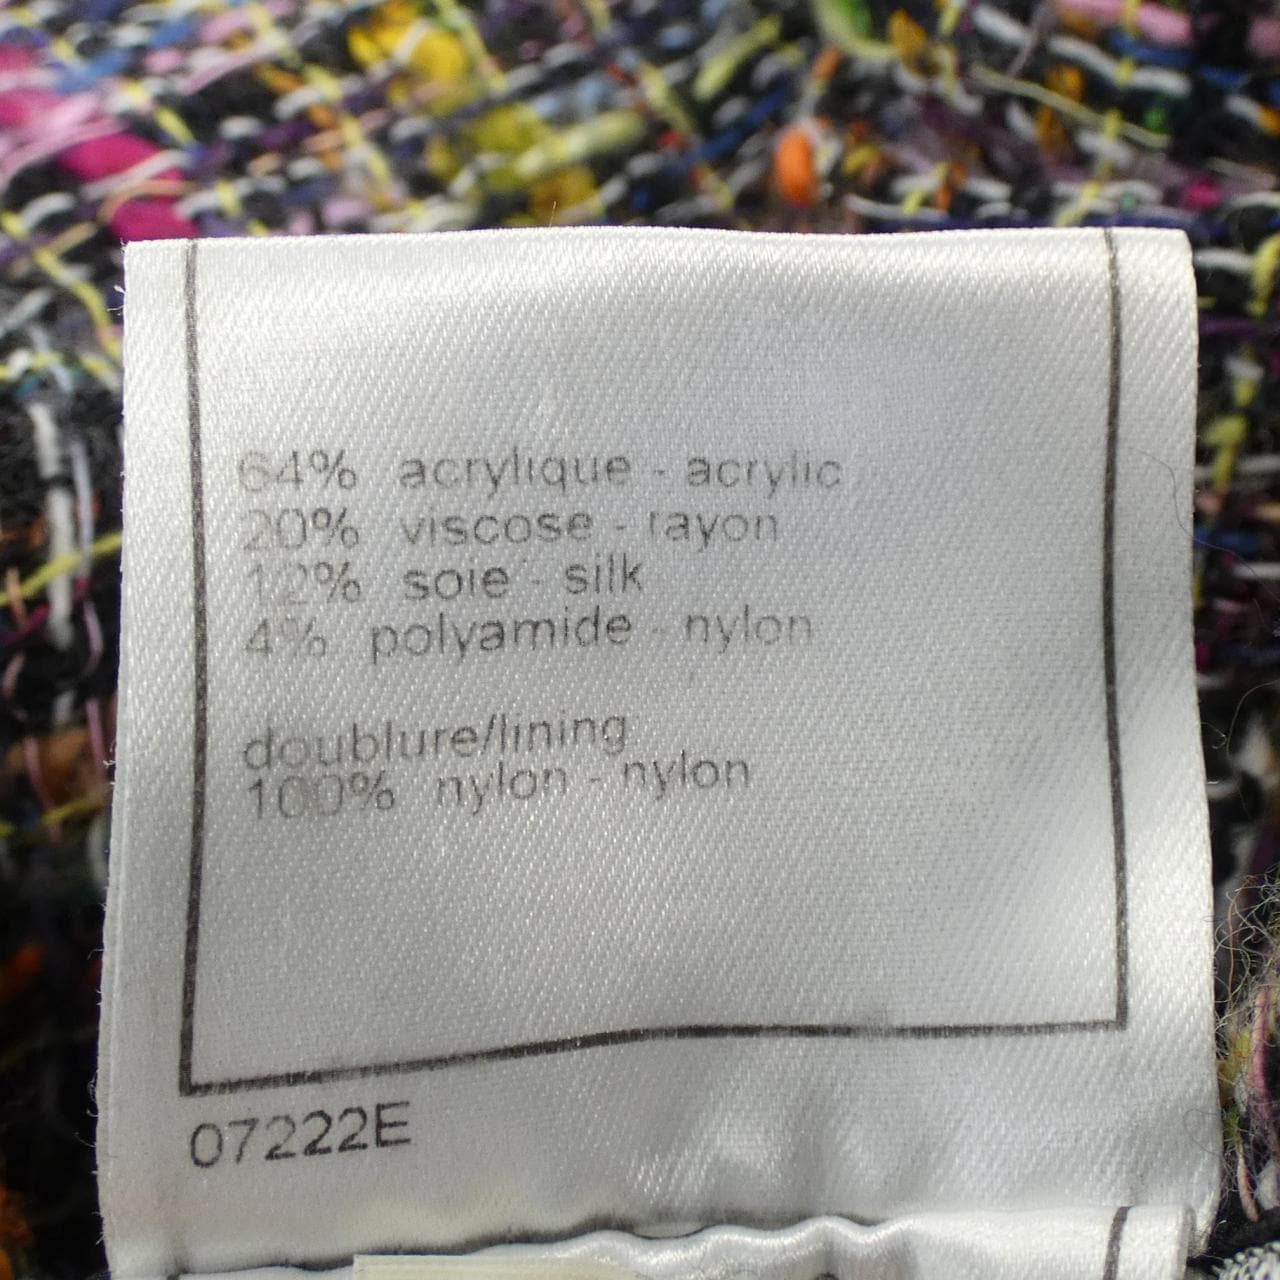 64% acrylique - acrylic
20% viscose - rayon
12% soie - silk
4% polyamide - nylon
doublure/lining
100% nylon - nylon
07222E